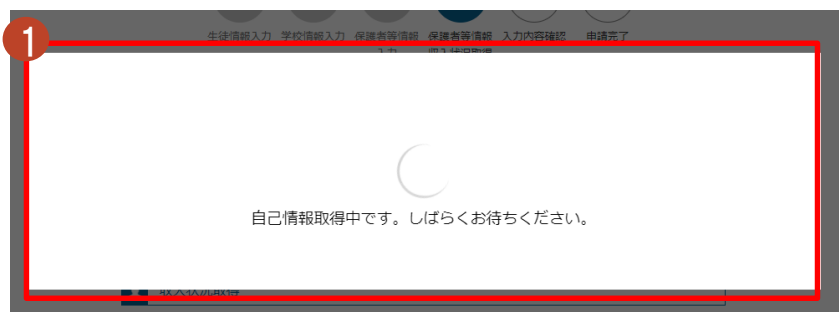 1
生徒情報入力 学校情報入力 保護者等情報 保護者等情報 入力内容確認 申請完了
入力 収入状況取得
自己情報取得中です。しばらくお待ちください。
収入状況取得